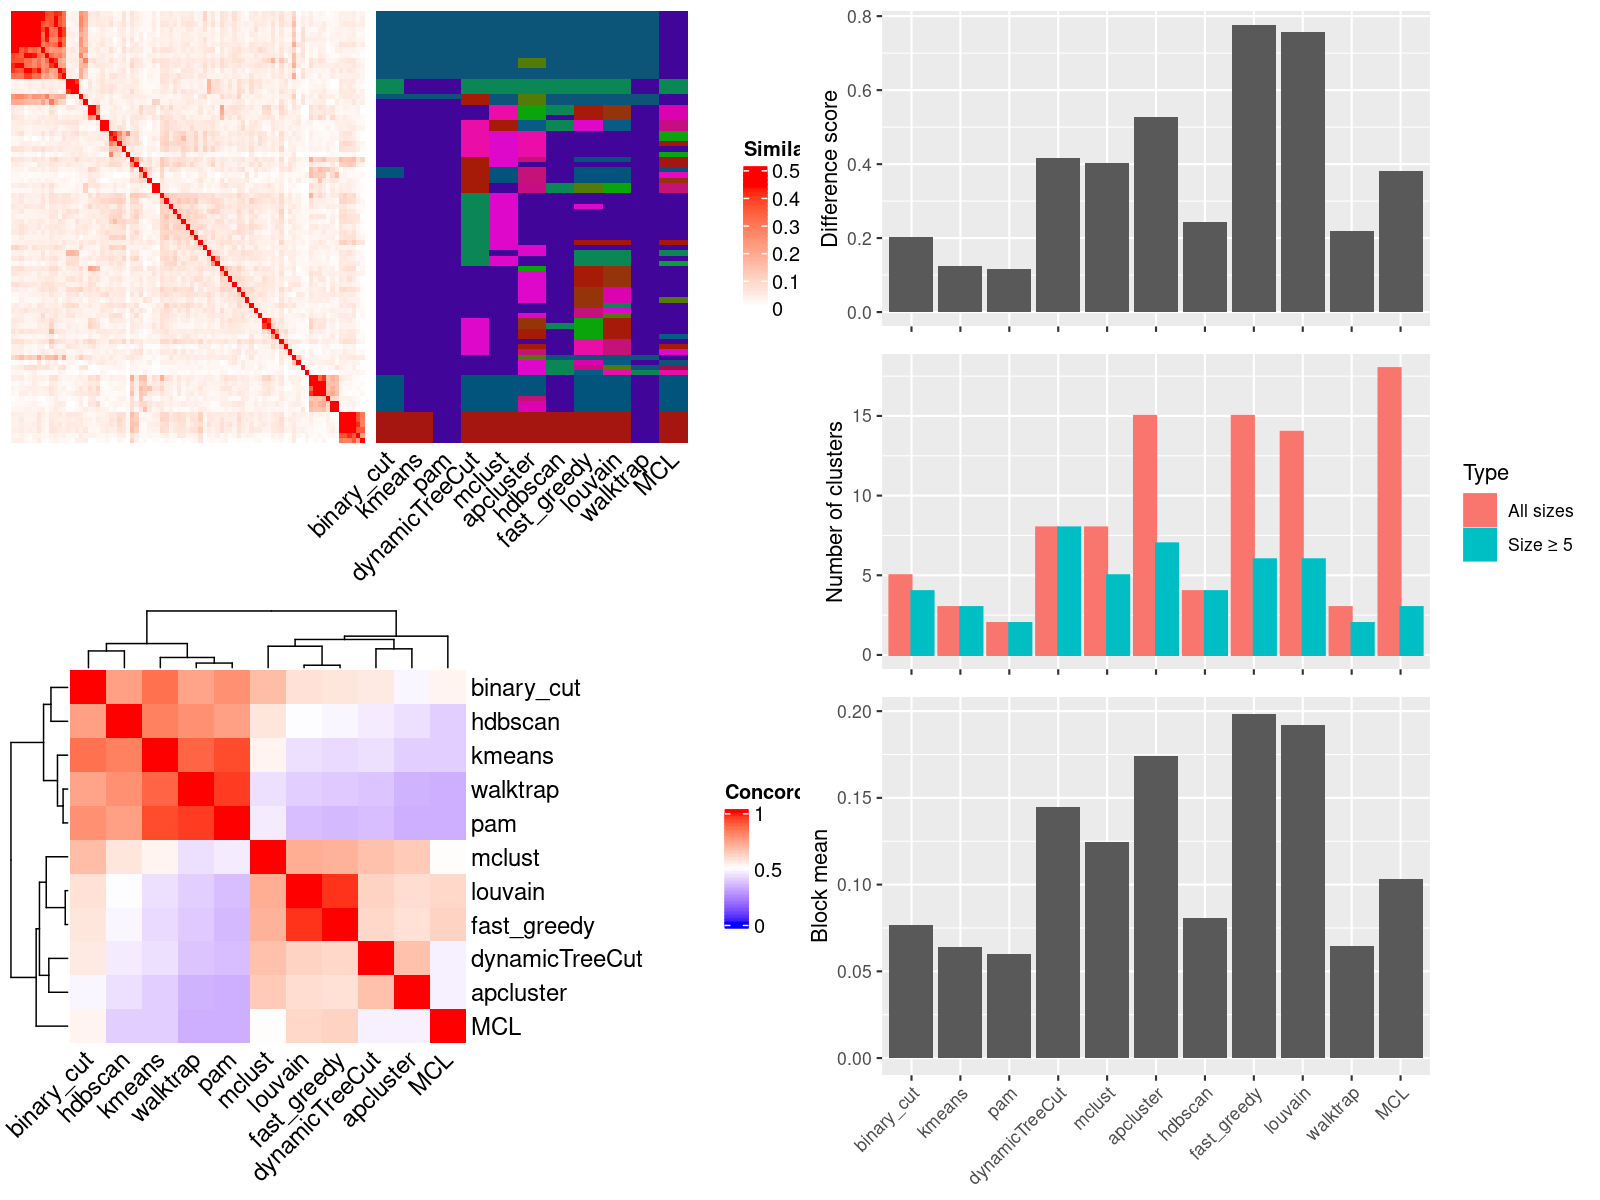 Simila
0.5
0.4
0.3
0.2
0.1
0
binary_cut
kmeans
pam
dynamicTreeCut
mclust
apcluster
hdbscan
fast_greedy
louvain
walktrap
MCL
Difference score
0.8
0.6
0.4
0.2
0.0
Number of clusters
15
10
5
0
Type
All sizes
Size ≥ 5
binary_cut
hdbscan
kmeans
walktrap
pam
mclust
louvain
fast_greedy
dynamicTreeCut
apcluster
MCL
binary_cut
hdbscan
kmeans
walktrap
pam
mclust
louvain
fast_greedy
dynamicTreeCut
apcluster
MCL
Concord
1
0.5
0
Block mean
0.20
0.15
0.10
0.05
0.00
binary_cut
kmeans
pam
dynamicTreeCut
mclust
apcluster
hdbscan
fast_greedy
louvain
walktrap
MCL